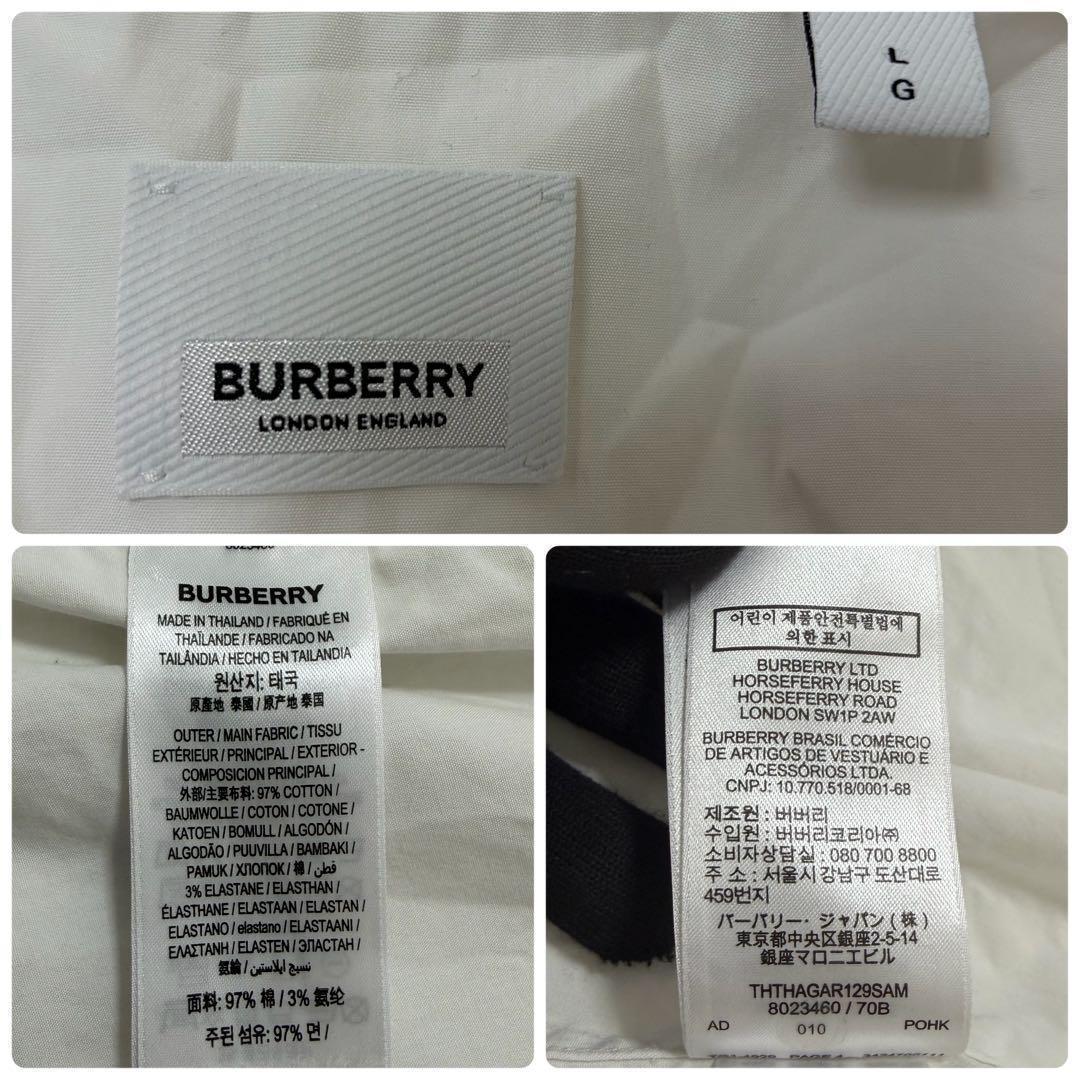 L
G
BURBERRY
LONDON ENGLAND
8023460
BURBERRY
MADE IN THAILAND / FABRIQUÉ EN
THAÏLANDE / FABRICADO NA
TAILÂNDIA / HECHO EN TAILANDIA
원산지: 태국
原產地 泰國 / 原产地 泰国
OUTER / MAIN FABRIC / TISSU
EXTÉRIEUR / PRINCIPAL / EXTERIOR -
COMPOSICION PRINCIPAL /
外部/主要布料: 97% COTTON /
BAUMWOLLE / COTON / COTONE /
KATOEN / BOMULL / ALGODÓN /
ALGODÃO / PUUVILLA / BAMBAKI /
PAMUK / ХЛОПОК / 棉 / قطن /
3% ELASTANE / ELASTHAN /
ÉLASTHANE / ELASTAAN / ELASTAN /
ELASTANO / elastano / ELASTAANI /
ΕΛΑΣΤΑΝΗ / ELASTEN / ЭЛАСТАН /
氨綸 / نسيج ايلاستين /
面料: 97% 棉 / 3% 氨纶
주된 섬유: 97% 면 /
어린이 제품안전특별법에
의한 표시
BURBERRY LTD
HORSEFERRY HOUSE
HORSEFERRY ROAD
LONDON SW1P 2AW
BURBERRY BRASIL COMÉRCIO
DE ARTIGOS DE VESTUÁRIO E
ACESSÓRIOS LTDA.
CNPJ: 10.770.518/0001-68
제조원 : 버버리
수입원 : 버버리코리아㈜
소비자상담실 : 080 700 8800
주 소 : 서울시 강남구 도산대로
459번지
バーバリー・ジャパン ( 株 )
東京都中央区銀座2-5-14
銀座マロニエビル
THTHAGAR129SAM
8023460 / 70B
AD 010 POHK